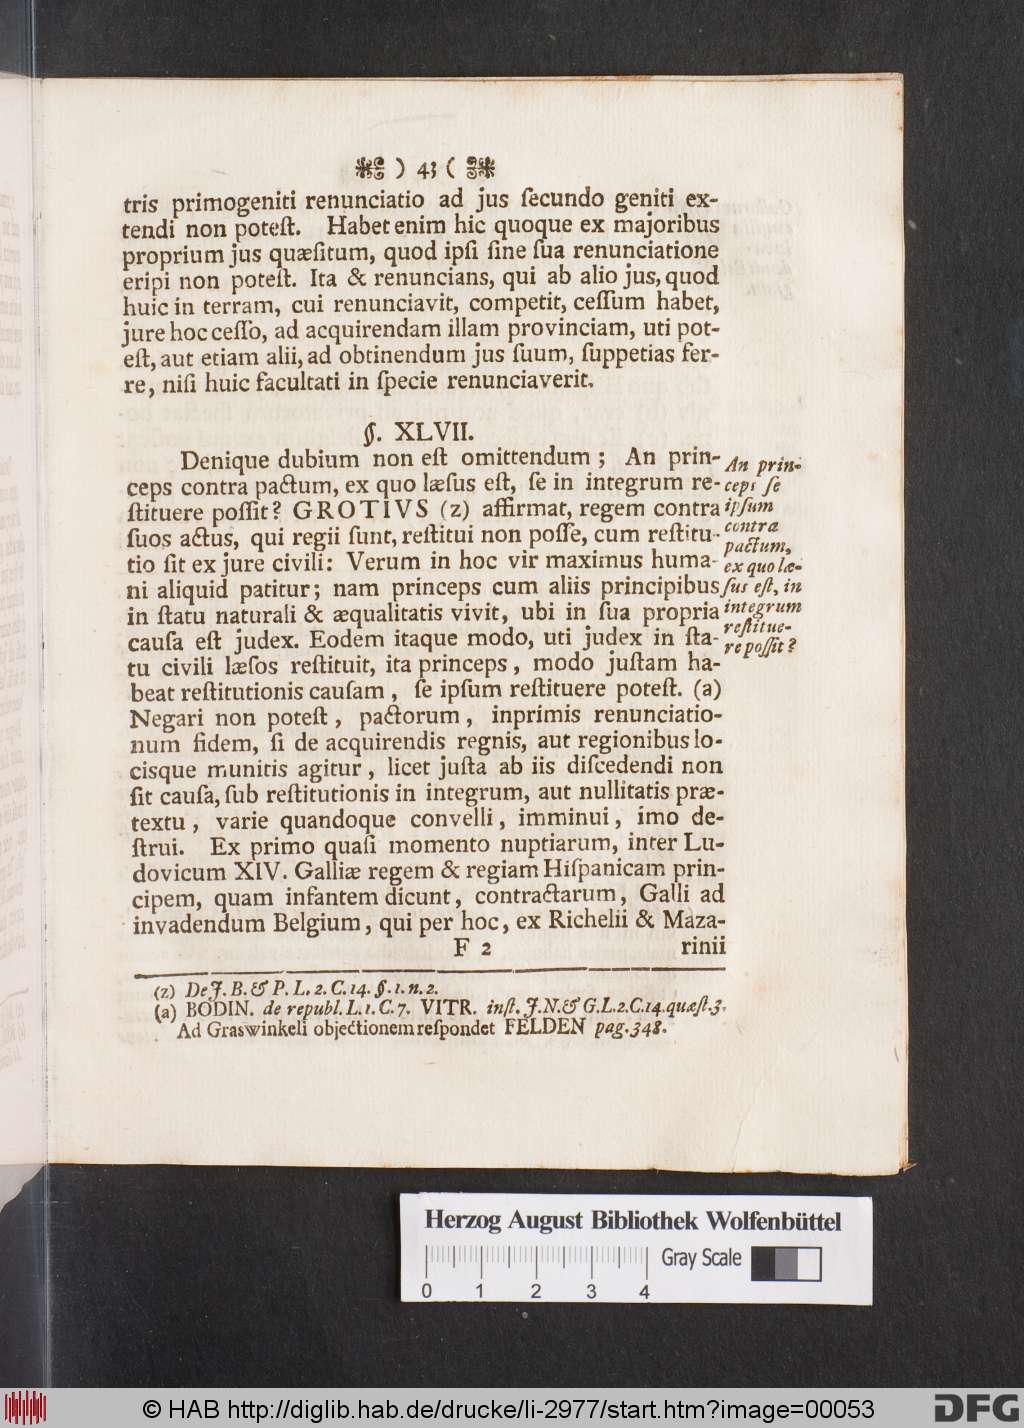 ) 43 (
tris primogeniti renunciatio ad jus ſecundo geniti ex-
tendi non poteſt. Habet enim hic quoque ex majoribus
proprium jus quæſitum, quod ipſi ſine ſua renunciatione
eripi non poteſt. Ita & renuncians, qui ab alio jus, quod
huic in terram, cui renunciavit, competit, ceſſum habet,
jure hoc ceſſo, ad acquirendam illam provinciam, uti pot-
eſt, aut etiam alii, ad obtinendum jus ſuum, ſuppetias fer-
re, niſi huic facultati in ſpecie renunciaverit.
§. XLVII.
Denique dubium non eſt omittendum; An prin-
ceps contra pactum, ex quo læſus eſt, ſe in integrum re-
ſtituere poſſit? GROTIVS (z) affirmat, regem contra
ſuos actus, qui regii ſunt, reſtitui non poſſe, cum reſtitu-
tio ſit ex jure civili: Verum in hoc vir maximus huma-
ni aliquid patitur; nam princeps cum aliis principibus
in ſtatu naturali & æqualitatis vivit, ubi in ſua propria
cauſa eſt judex. Eodem itaque modo, uti judex in ſta-
tu civili læſos reſtituit, ita princeps, modo juſtam ha-
beat reſtitutionis cauſam, ſe ipſum reſtituere poteſt. (a)
Negari non poteſt, pactorum, inprimis renunciatio-
num fidem, ſi de acquirendis regnis, aut regionibus lo-
cisque munitis agitur, licet juſta ab iis diſcedendi non
ſit cauſa, ſub reſtitutionis in integrum, aut nullitatis præ-
textu, varie quandoque convelli, imminui, imo de-
ſtrui. Ex primo quaſi momento nuptiarum, inter Lu-
dovicum XIV. Galliæ regem & regiam Hiſpanicam prin-
cipem, quam infantem dicunt, contractarum, Galli ad
invadendum Belgium, qui per hoc, ex Richelii & Maza-
F 2 rinii
An prin-
ceps ſe
ipſum
contra
pactum,
ex quo læ-
ſus eſt, in
integrum
reſtitue-
re poſſit?
(z) De J. B. & P. L. 2. C. 14. §. 1. n. 2.
(a) BODIN. de republ. L. 1. C. 7. VITR. inſt. J. N. & G. L. 2. C. 14. quæſt. 3.
Ad Graswinkeli objectionem reſpondet FELDEN pag. 348.
Herzog August Bibliothek Wolfenbüttel
Gray Scale
0 1 2 3 4
© HAB http://diglib.hab.de/drucke/li-2977/start.htm?image=00053
DFG